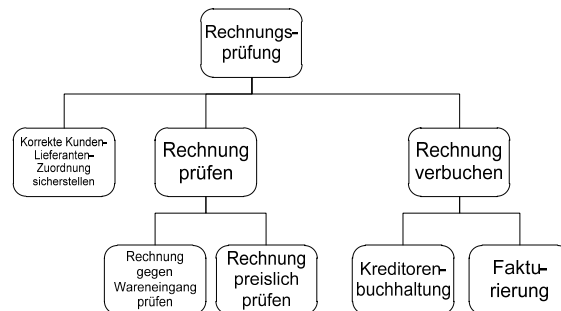 Rechnungs-
prüfung
Korrekte Kunden-
Lieferanten-
Zuordnung
sicherstellen
Rechnung
prüfen
Rechnung
verbuchen
Rechnung
gegen
Wareneingang
prüfen
Rechnung
preislich
prüfen
Kreditoren-
buchhaltung
Faktu-
rierung